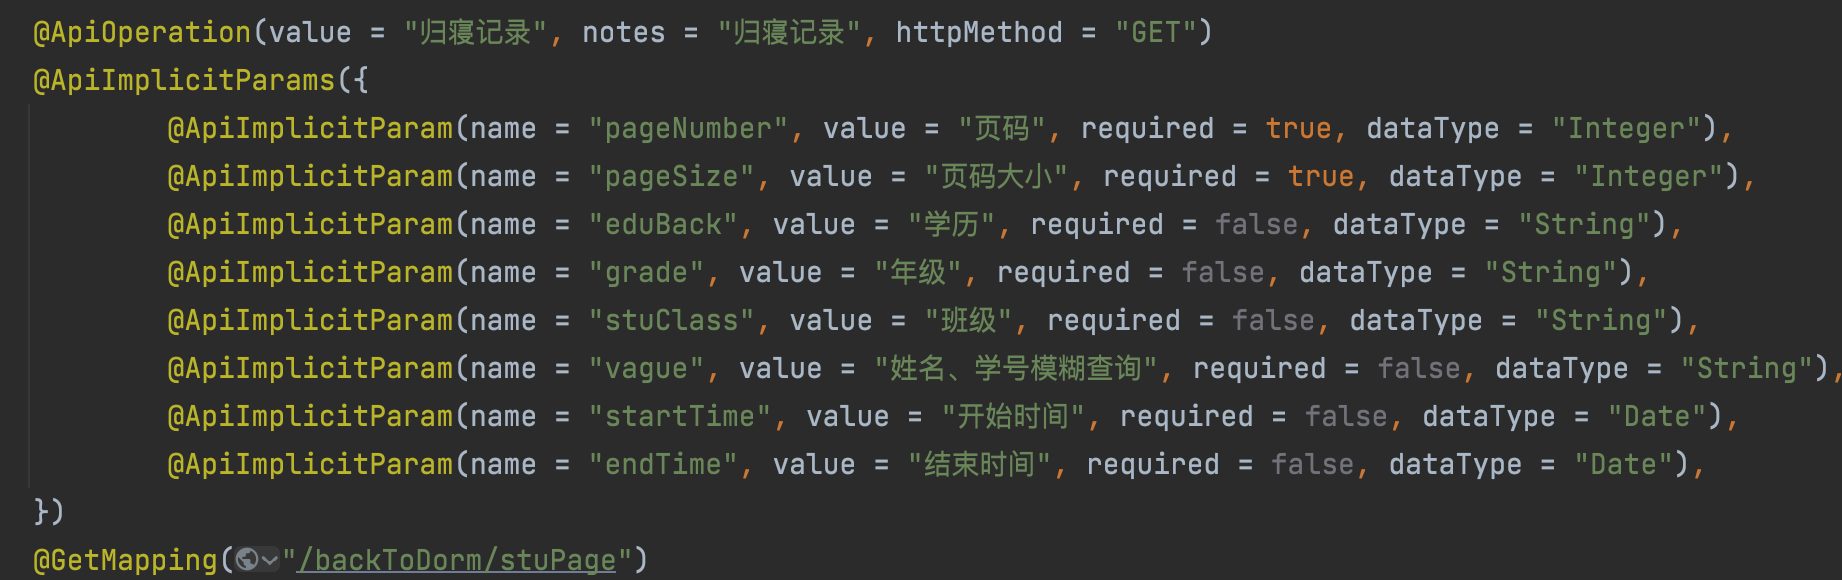 @ApiOperation(value = "归寝记录", notes = "归寝记录", httpMethod = "GET")
@ApiImplicitParams({
@ApiImplicitParam(name = "pageNumber", value = "页码", required = true, dataType = "Integer"),
@ApiImplicitParam(name = "pageSize", value = "页码大小", required = true, dataType = "Integer"),
@ApiImplicitParam(name = "eduBack", value = "学历", required = false, dataType = "String"),
@ApiImplicitParam(name = "grade", value = "年级", required = false, dataType = "String"),
@ApiImplicitParam(name = "stuClass", value = "班级", required = false, dataType = "String"),
@ApiImplicitParam(name = "vague", value = "姓名、学号模糊查询", required = false, dataType = "String"),
@ApiImplicitParam(name = "startTime", value = "开始时间", required = false, dataType = "Date"),
@ApiImplicitParam(name = "endTime", value = "结束时间", required = false, dataType = "Date"),
})
@GetMapping("/backToDorm/stuPage")